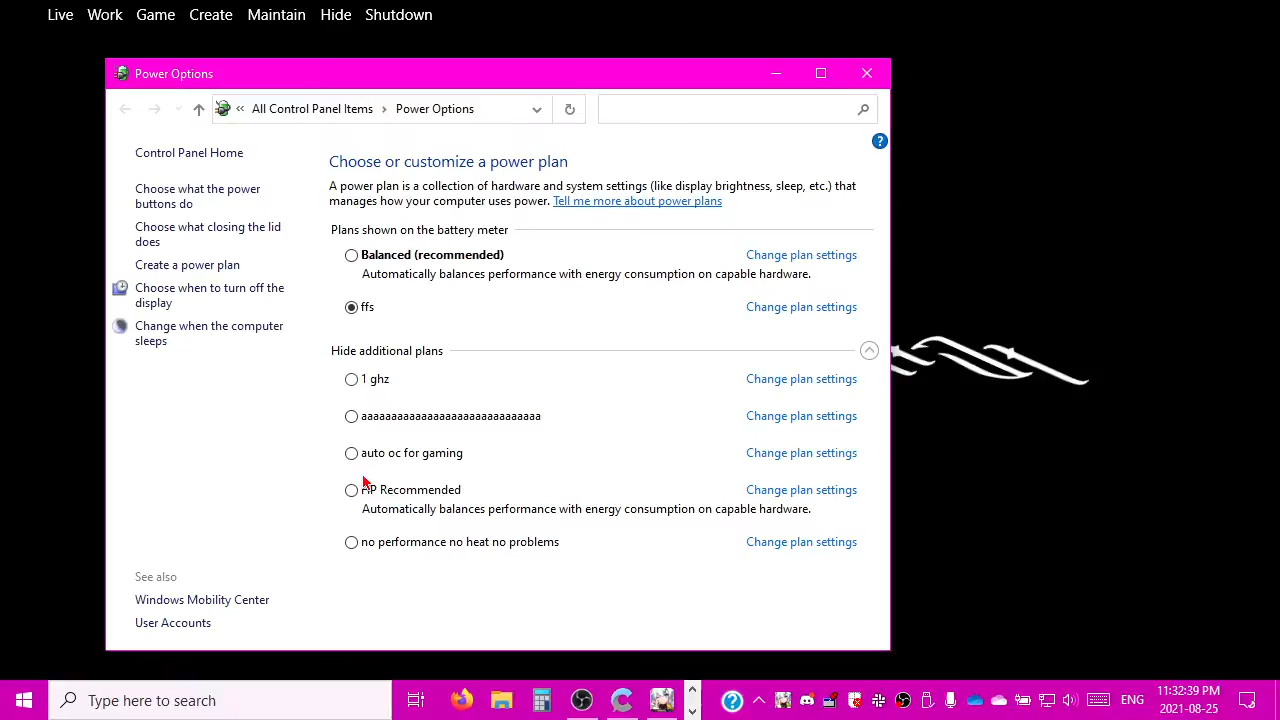 Live Work Game Create Maintain Hide Shutdown
Power Options
« All Control Panel Items › Power Options
Control Panel Home
Choose what the power
buttons do
Choose what closing the lid
does
Create a power plan
Choose when to turn off the
display
Change when the computer
sleeps
See also
Windows Mobility Center
User Accounts
Choose or customize a power plan
A power plan is a collection of hardware and system settings (like display brightness, sleep, etc.) that
manages how your computer uses power. Tell me more about power plans
Plans shown on the battery meter
Balanced (recommended) Change plan settings
Automatically balances performance with energy consumption on capable hardware.
ffs Change plan settings
Hide additional plans
1 ghz Change plan settings
aaaaaaaaaaaaaaaaaaaaaaaaaaaaaa Change plan settings
auto oc for gaming Change plan settings
HP Recommended Change plan settings
Automatically balances performance with energy consumption on capable hardware.
no performance no heat no problems Change plan settings
Type here to search
ENG
11:32:39 PM
2021-08-25